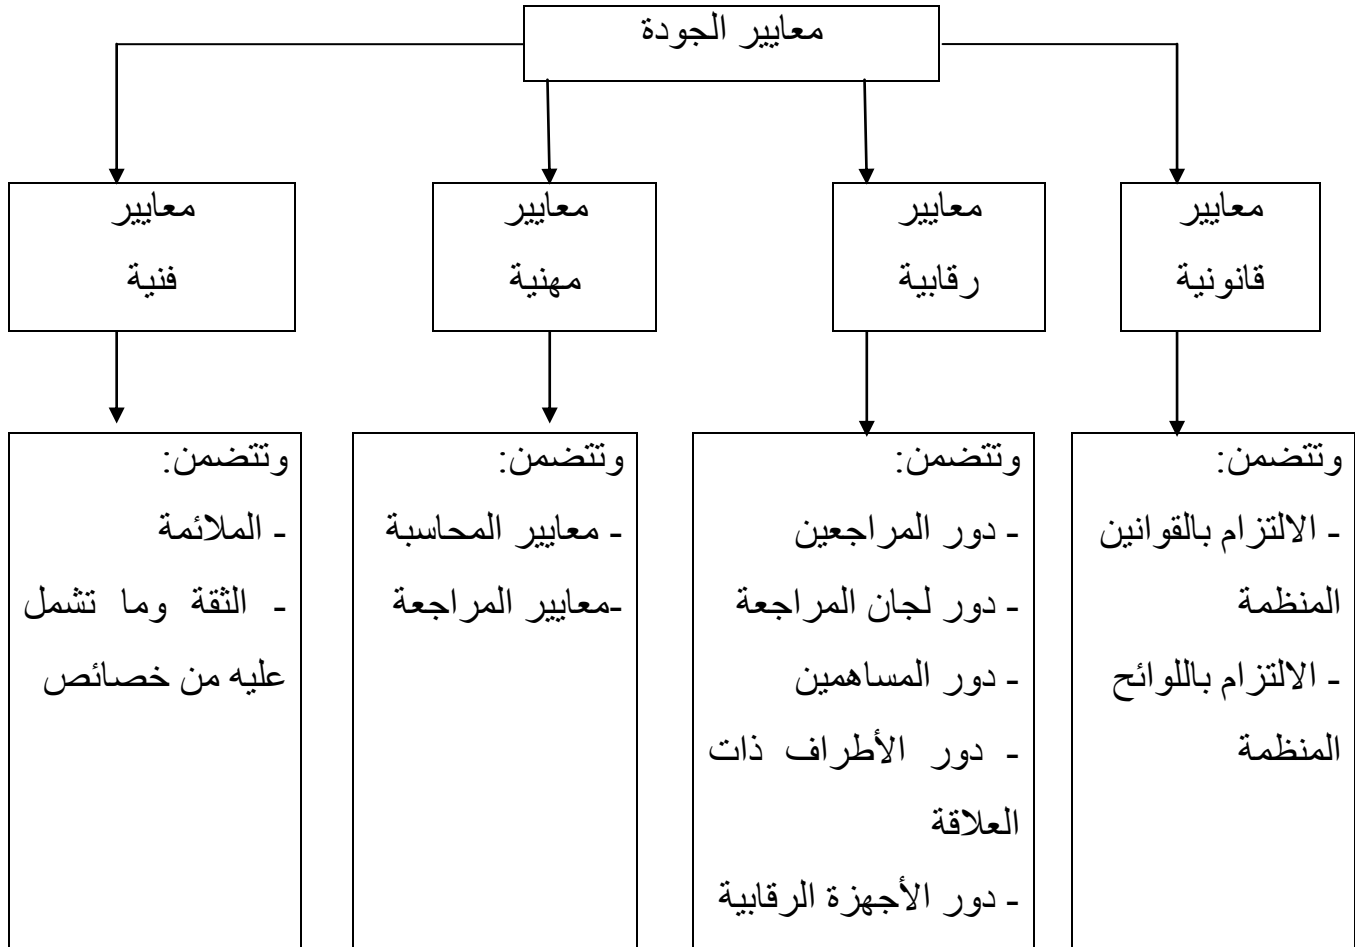 معايير الجودة
معايير
قانونية
معايير
رقابية
معايير
مهنية
معايير
فنية
وتتضمن:
- الالتزام بالقوانين
المنظمة
- الالتزام باللوائح
المنظمة
وتتضمن:
- دور المراجعين
- دور لجان المراجعة
- دور المساهمين
- دور الأطراف ذات
العلاقة
- دور الأجهزة الرقابية
وتتضمن:
- معايير المحاسبة
-معايير المراجعة
وتتضمن:
- الملائمة
- الثقة وما تشمل
عليه من خصائص